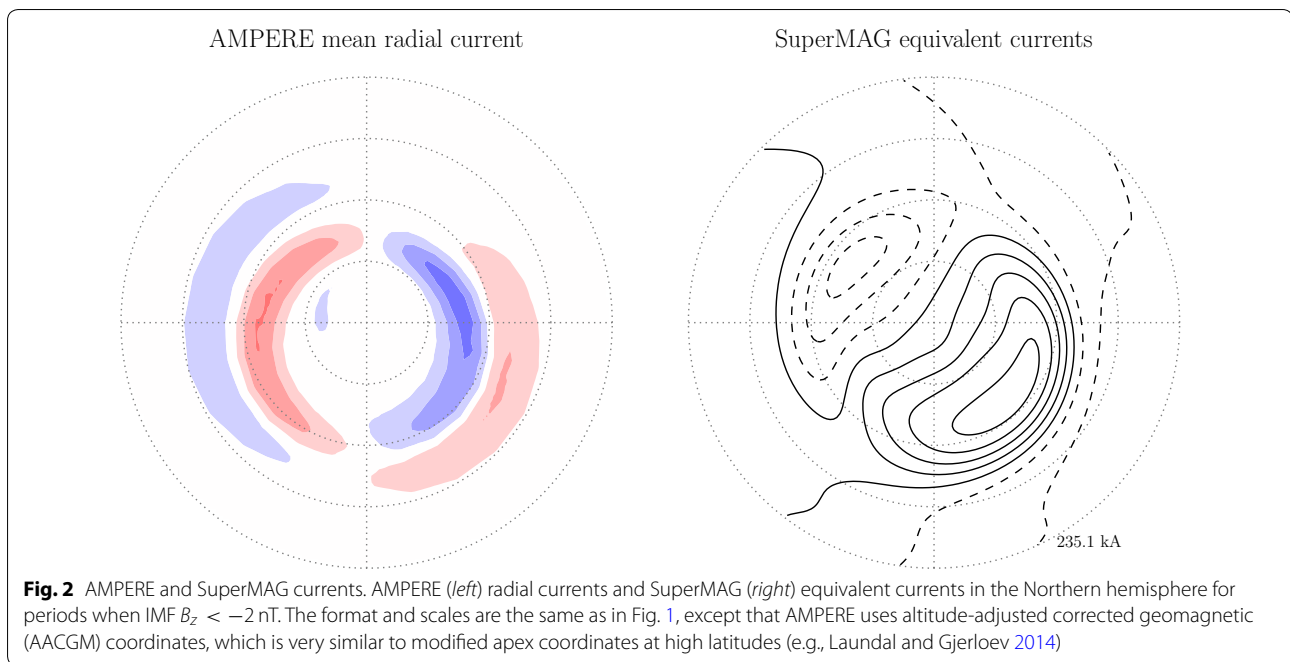 AMPERE mean radial current
SuperMAG equivalent currents
235.1 kA
Fig. 2 AMPERE and SuperMAG currents. AMPERE (left) radial currents and SuperMAG (right) equivalent currents in the Northern hemisphere for
periods when IMF B_z < −2 nT. The format and scales are the same as in Fig. 1, except that AMPERE uses altitude-adjusted corrected geomagnetic
(AACGM) coordinates, which is very similar to modified apex coordinates at high latitudes (e.g., Laundal and Gjerloev 2014)